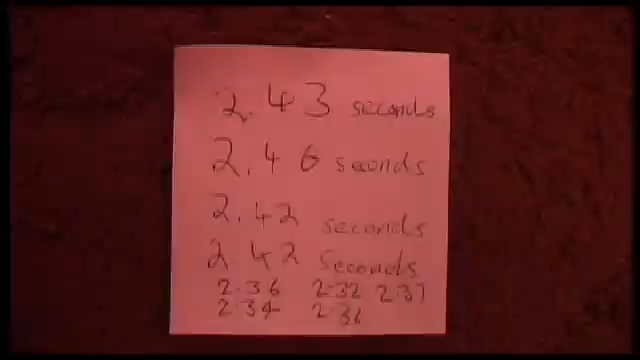 2.43 seconds
2.46 seconds
2.42 seconds
2 42 seconds
2.36 2.32 2.37
2.34 2.36